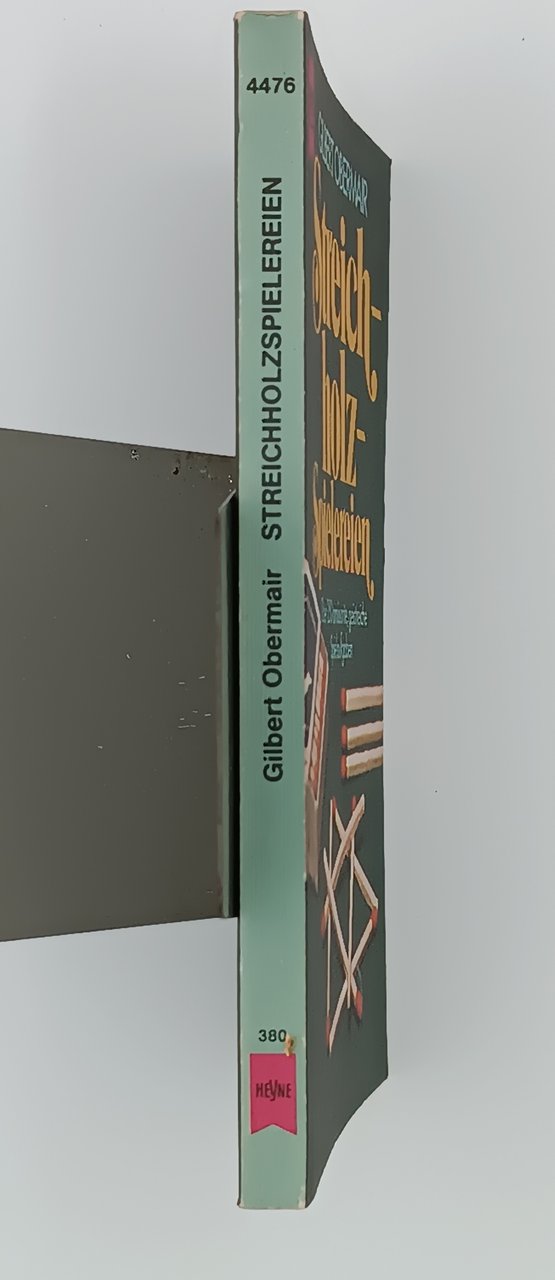 4476
Gilbert Obermair STREICHHOLZSPIELEREIEN
380
HEYNE
GILBERT OBERMAIR
Streich-
holz-
Spielereien